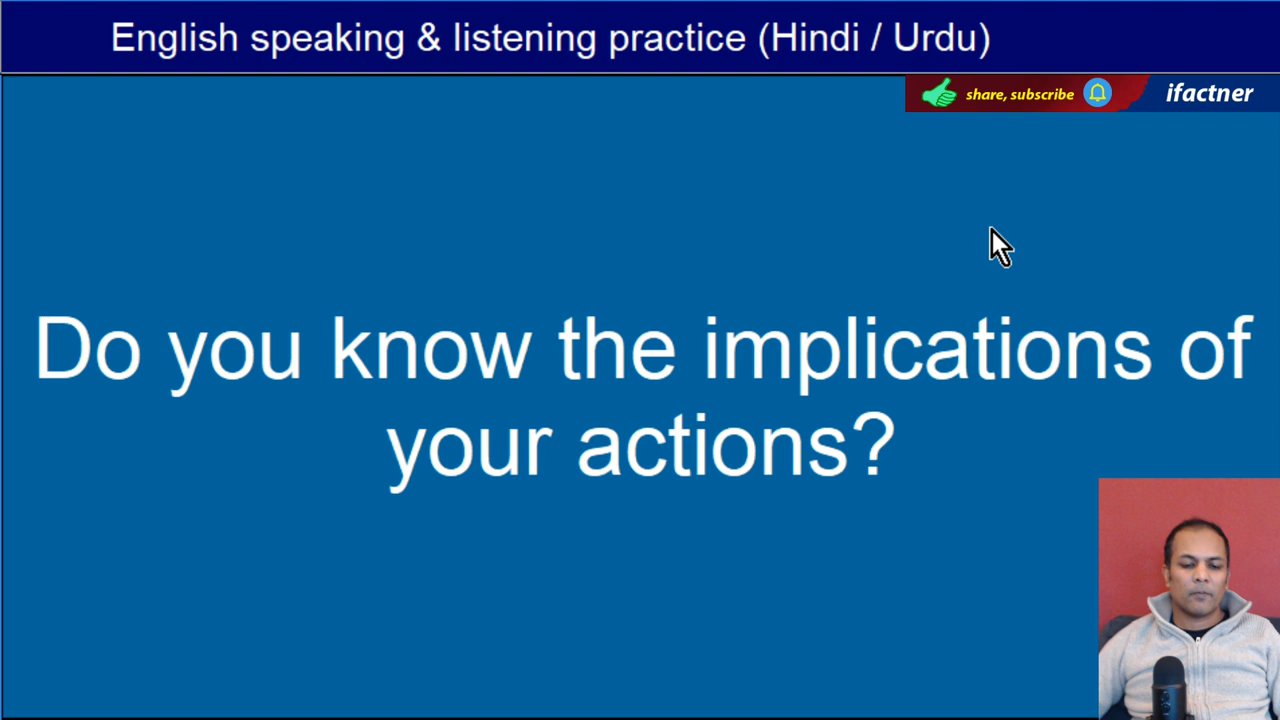 English speaking & listening practice (Hindi / Urdu)
share, subscribe
ifactner
Do you know the implications of
your actions?